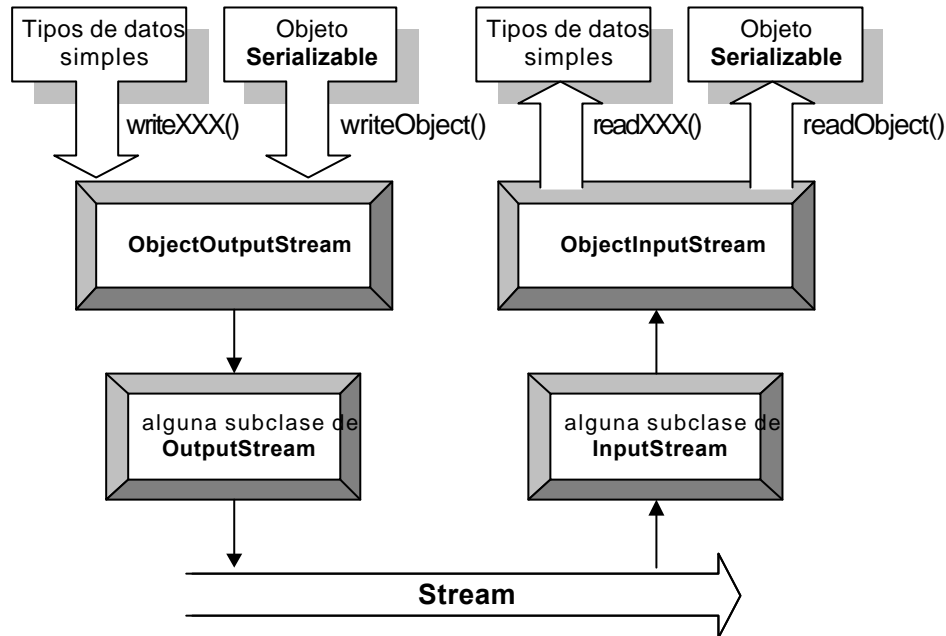 Tipos de datos
simples
Objeto
Serializable
Tipos de datos
simples
Objeto
Serializable
writeXXX()
writeObject()
readXXX()
readObject()
ObjectOutputStream
ObjectInputStream
alguna subclase de
OutputStream
alguna subclase de
InputStream
Stream